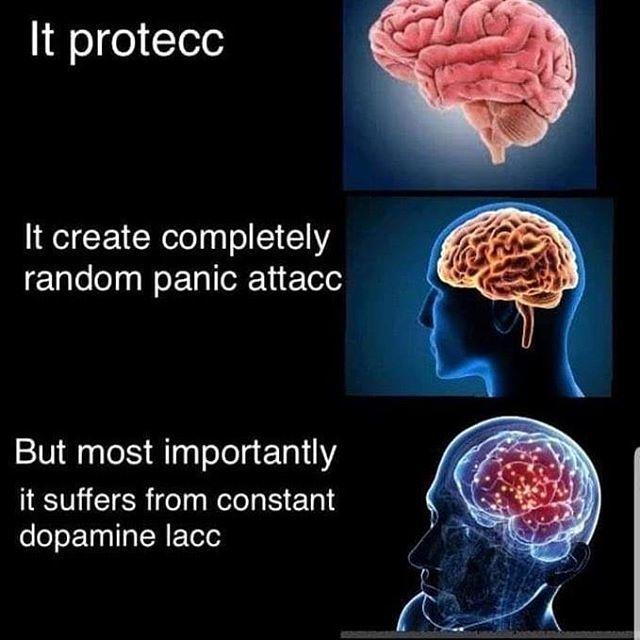 It protecc
It create completely
random panic attacc
But most importantly
it suffers from constant
dopamine lacc